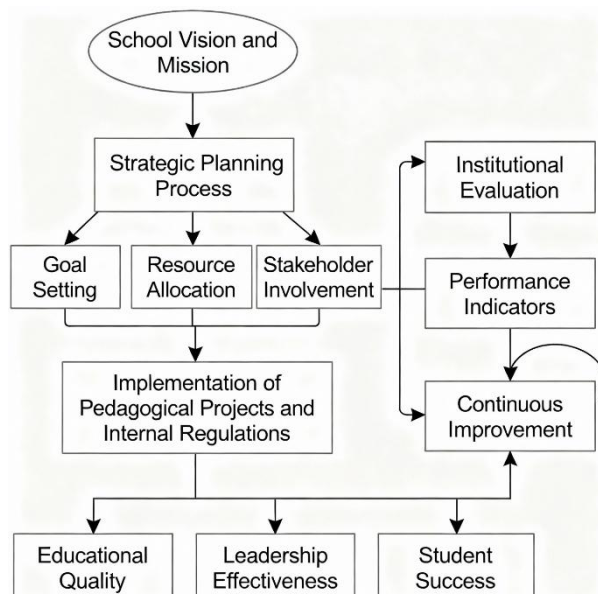 School Vision and
Mission
Strategic Planning
Process
Institutional
Evaluation
Goal
Setting
Resource
Allocation
Stakeholder
Involvement
Performance
Indicators
Implementation of
Pedagogical Projects and
Internal Regulations
Continuous
Improvement
Educational
Quality
Leadership
Effectiveness
Student
Success